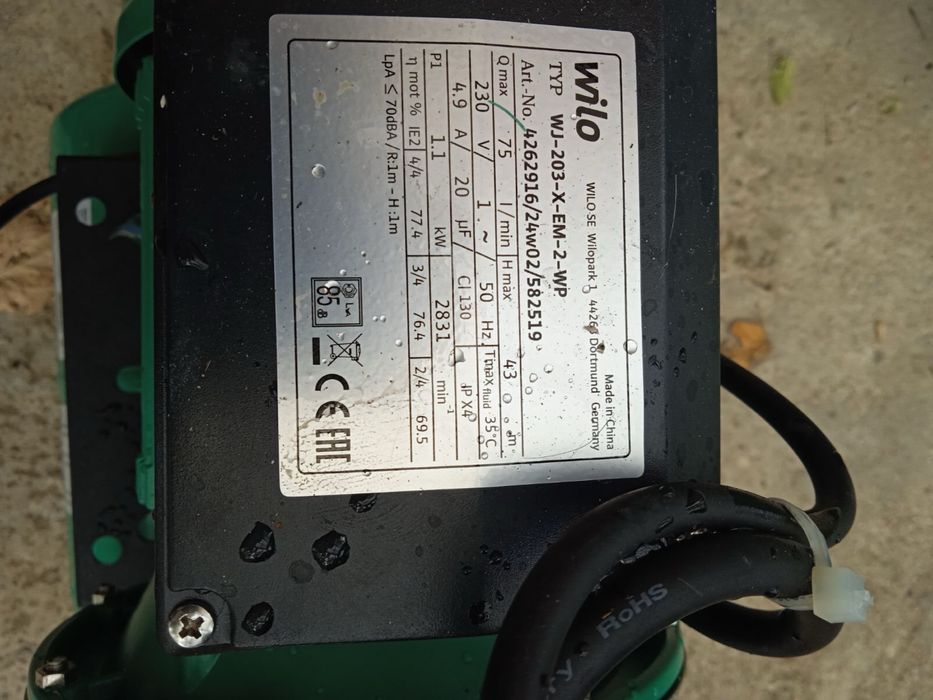 wilo
Made in China
WILO SE Wilopark 1 44263 Dortmund Germany
TYP WJ-203-X-EM-2-WP
Art.-No. 4262916/24w02/582519
Q max 75 l/min H max 43 m
230 V/ 1 ~/ 50 Hz Tmax fluid 35°C
4.9 A/ 20 µF/ Cl 130 IP X4
P1 1.1 kW 2831 min-1
η mot % IE2 4/4 77.4 3/4 76.4 2/4 69.5
LpA ≤ 70dBA / R:1m - H:1m
LWA
85 dB
CE EAC
RoHS